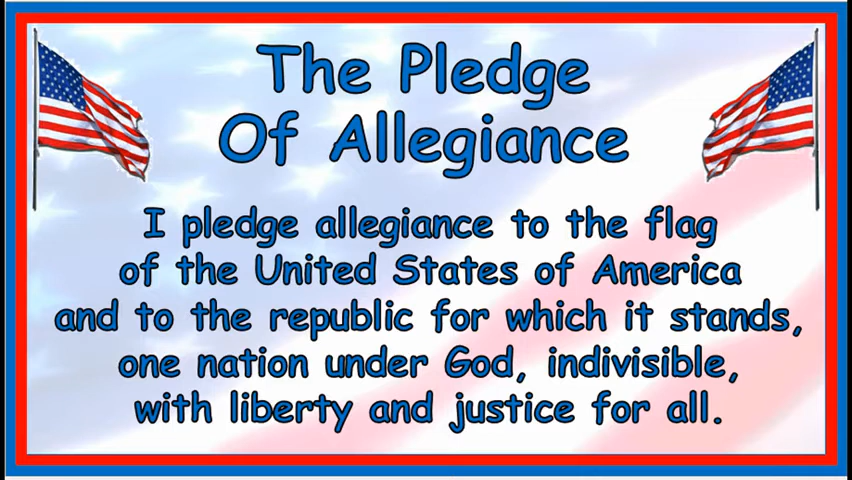 The Pledge
Of Allegiance
I pledge allegiance to the flag
of the United States of America
and to the republic for which it stands,
one nation under God, indivisible,
with liberty and justice for all.